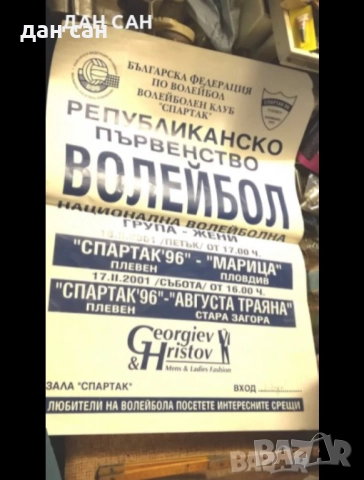 ДАН САН
дан сан
БЪЛГАРСКА ФЕДЕРАЦИЯ
ПО ВОЛЕЙБОЛ
ВОЛЕЙБОЛЕН КЛУБ
"СПАРТАК"
РЕПУБЛИКАНСКО
ПЪРВЕНСТВО
ВОЛЕЙБОЛ
НАЦИОНАЛНА ВОЛЕЙБОЛНА
ГРУПА - ЖЕНИ
/ПЕТЪК/ ОТ 17.00 Ч.
"СПАРТАК'96" - "МАРИЦА"
ПЛЕВЕН ПЛОВДИВ
17.II.2001 /СЪБОТА/ ОТ 16.00 Ч.
"СПАРТАК'96"-"АВГУСТА ТРАЯНА"
ПЛЕВЕН СТАРА ЗАГОРА
Georgiev
& Hristov
Mens & Ladies Fashion
ЗАЛА "СПАРТАК" ВХОД
ЛЮБИТЕЛИ НА ВОЛЕЙБОЛА ПОСЕТЕТЕ ИНТЕРЕСНИТЕ СРЕЩИ
BAZAR